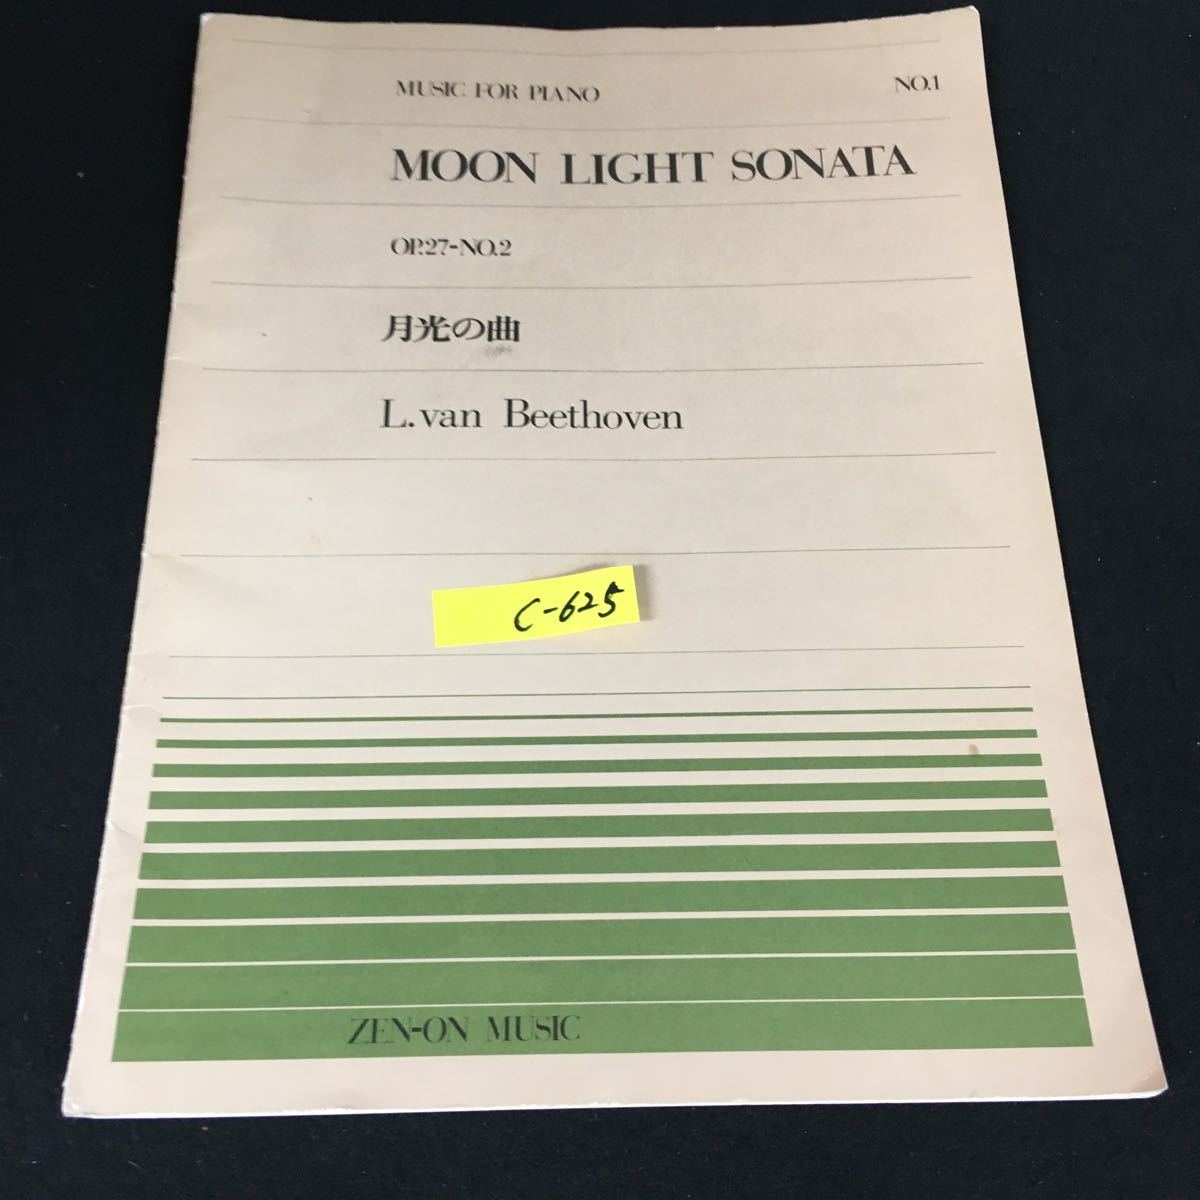 MUSIC FOR PIANO NO.1
MOON LIGHT SONATA
OP.27-NO.2
月光の曲
L.van Beethoven
C-625
ZEN-ON MUSIC